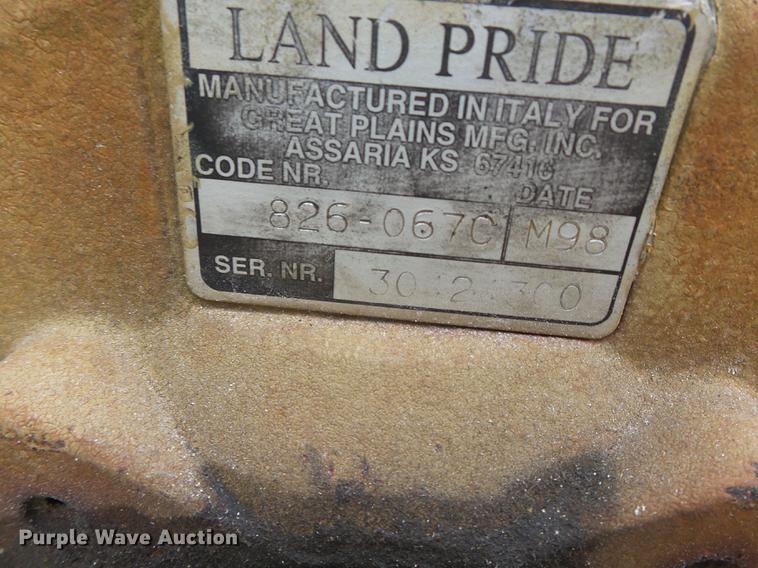 LAND PRIDE
MANUFACTURED IN ITALY FOR
GREAT PLAINS MFG. INC.
ASSARIA KS 67416
CODE NR.
DATE
826-067C M98
SER. NR.
Purple Wave Auction